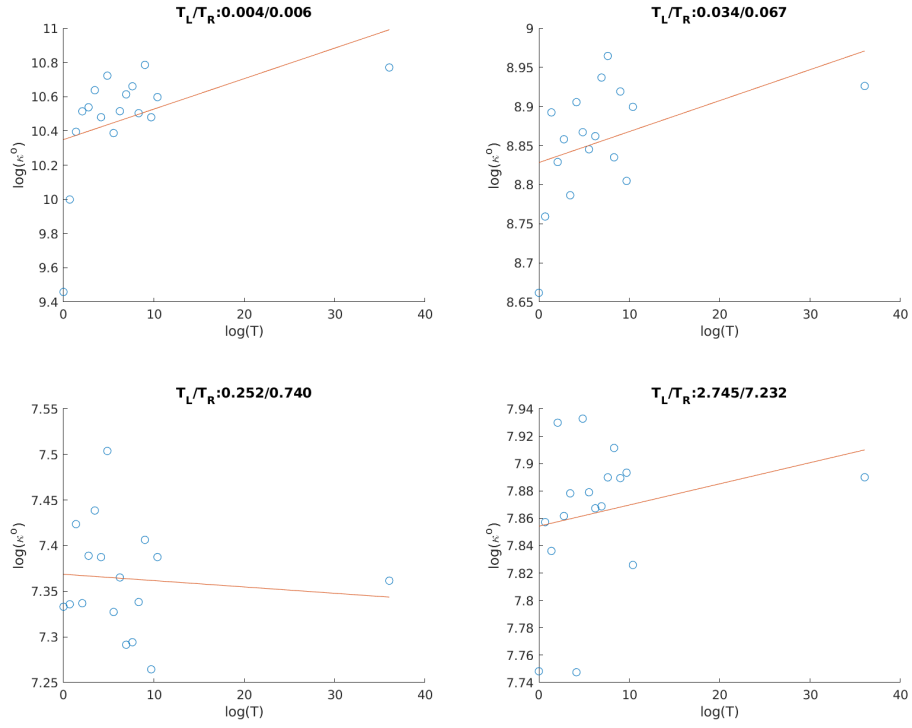 T_L/T_R:0.004/0.006
11
10.8
10.6
10.4
10.2
10
9.8
9.6
9.4
log(κ^o)
0 10 20 30 40
log(T)
T_L/T_R:0.034/0.067
9
8.95
8.9
8.85
8.8
8.75
8.7
8.65
log(κ^o)
0 10 20 30 40
log(T)
T_L/T_R:0.252/0.740
7.55
7.5
7.45
7.4
7.35
7.3
7.25
log(κ^o)
0 10 20 30 40
log(T)
T_L/T_R:2.745/7.232
7.94
7.92
7.9
7.88
7.86
7.84
7.82
7.8
7.78
7.76
7.74
log(κ^o)
0 10 20 30 40
log(T)